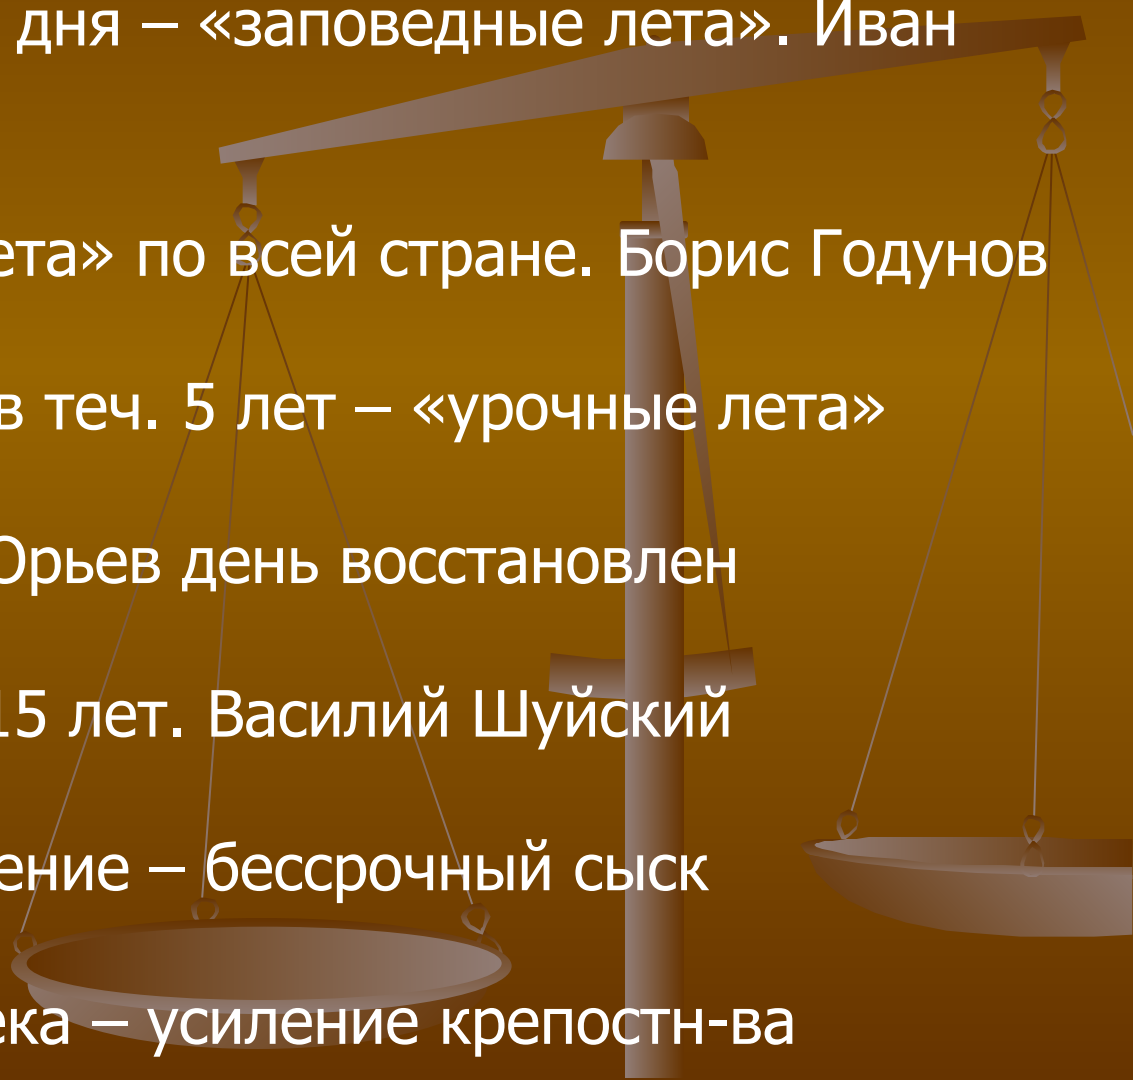 дня – «заповедные лета». Иван
ета» по всей стране. Борис Годунов
в теч. 5 лет – «урочные лета»
Юрьев день восстановлен
15 лет. Василий Шуйский
ение – бессрочный сыск
ека – усиление крепостн-ва